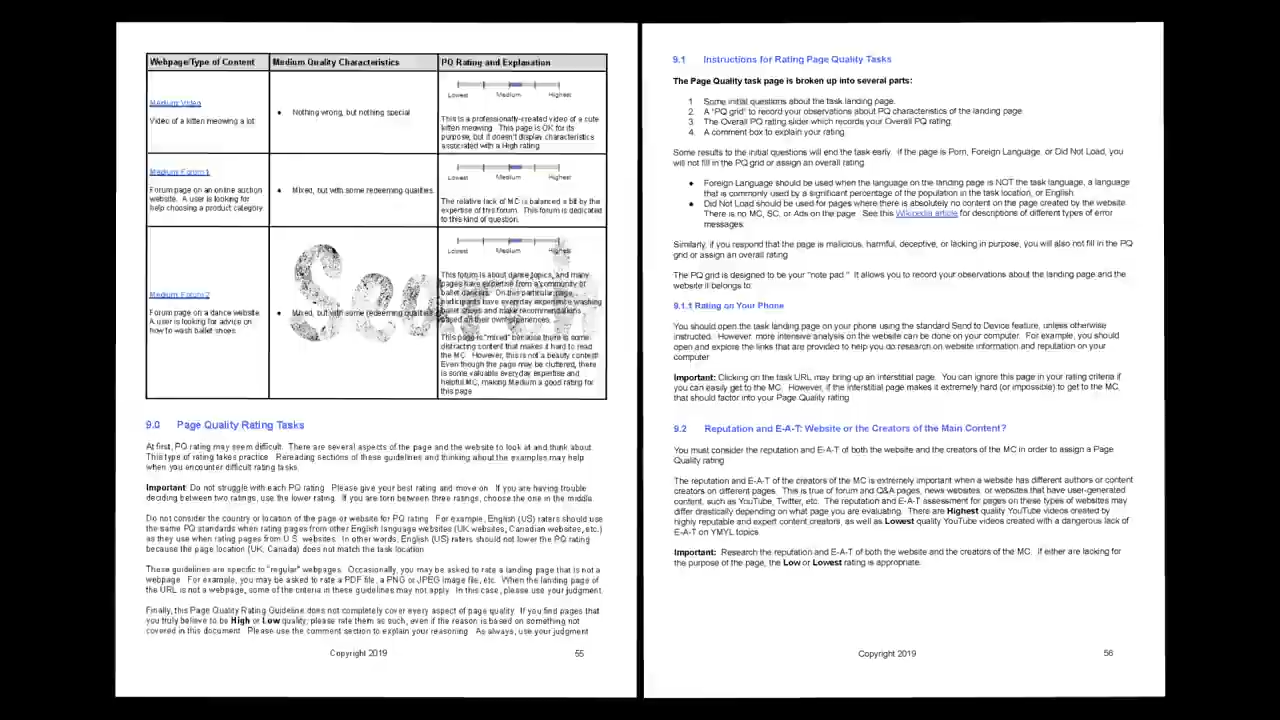 Webpage/Type of Content
Medium Quality Characteristics
PQ Rating and Explanation
Medium Video
Video of a kitten meowing a lot
Nothing wrong, but nothing special
Lowest Medium Highest
This is a professionally-created video of a cute
kitten meowing. This page is OK for its
purpose, but it doesn't display characteristics
associated with a High rating.
Medium Forum 1
Forum page on an online auction
website. A user is looking for
help choosing a product category.
Mixed, but with some redeeming qualities.
Lowest Medium Highest
The relative lack of MC is balanced a bit by the
expertise of this forum. This forum is dedicated
to this kind of question.
Medium Forum 2
Forum page on a dance website.
A user is looking for advice on
how to wash ballet shoes.
Mixed, but with some redeeming qualities.
Lowest Medium Highest
This forum is about dance topics, and many
pages have expertise from a community of
ballet dancers. On this particular page,
participants have everyday experience washing
ballet shoes and make recommendations
based on their own experiences.
This page is "mixed" because there is some
distracting content that makes it hard to read
the MC. However, this is not a beauty contest!
Even though the page may be cluttered, there
is some valuable everyday expertise and
helpful MC, making Medium a good rating for
this page.
Search
9.0 Page Quality Rating Tasks
At first, PQ rating may seem difficult. There are several aspects of the page and the website to look at and think about.
This type of rating takes practice. Rereading sections of these guidelines and thinking about the examples may help
when you encounter difficult rating tasks.
Important: Do not struggle with each PQ rating. Please give your best rating and move on. If you are having trouble
deciding between two ratings, use the lower rating. If you are torn between three ratings, choose the one in the middle.
Do not consider the country or location of the page or website for PQ rating. For example, English (US) raters should use
the same PQ standards when rating pages from other English language websites (UK websites, Canadian websites, etc.)
as they use when rating pages from U.S. websites. In other words, English (US) raters should not lower the PQ rating
because the page location (UK, Canada) does not match the task location.
These guidelines are specific to "regular" webpages. Occasionally, you may be asked to rate a landing page that is not a
webpage. For example, you may be asked to rate a PDF file, a PNG or JPEG image file, etc. When the landing page of
the URL is not a webpage, some of the criteria in these guidelines may not apply. In this case, please use your judgment.
Finally, this Page Quality Rating Guideline does not completely cover every aspect of page quality. If you find pages that
you truly believe to be High or Low quality, please rate them as such, even if the reason is based on something not
covered in this document. Please use the comment section to explain your reasoning. As always, use your judgment
Copyright 2019 55
9.1 Instructions for Rating Page Quality Tasks
The Page Quality task page is broken up into several parts:
1. Some initial questions about the task landing page.
2. A "PQ grid" to record your observations about PQ characteristics of the landing page
3. The Overall PQ rating slider which records your Overall PQ rating.
4. A comment box to explain your rating.
Some results to the initial questions will end the task early. If the page is Porn, Foreign Language, or Did Not Load, you
will not fill in the PQ grid or assign an overall rating.
Foreign Language should be used when the language on the landing page is NOT the task language, a language
that is commonly used by a significant percentage of the population in the task location, or English.
Did Not Load should be used for pages where there is absolutely no content on the page created by the website.
There is no MC, SC, or Ads on the page. See this Wikipedia article for descriptions of different types of error
messages.
Similarly, if you respond that the page is malicious, harmful, deceptive, or lacking in purpose, you will also not fill in the PQ
grid or assign an overall rating.
The PQ grid is designed to be your "note pad." It allows you to record your observations about the landing page and the
website it belongs to.
9.1.1 Rating on Your Phone
You should open the task landing page on your phone using the standard Send to Device feature, unless otherwise
instructed. However, more intensive analysis on the website can be done on your computer. For example, you should
open and explore the links that are provided to help you do research on website information and reputation on your
computer.
Important: Clicking on the task URL may bring up an interstitial page. You can ignore this page in your rating criteria if
you can easily get to the MC. However, if the interstitial page makes it extremely hard (or impossible) to get to the MC,
that should factor into your Page Quality rating.
9.2 Reputation and E-A-T: Website or the Creators of the Main Content?
You must consider the reputation and E-A-T of both the website and the creators of the MC in order to assign a Page
Quality rating.
The reputation and E-A-T of the creators of the MC is extremely important when a website has different authors or content
creators on different pages. This is true of forum and Q&A pages, news websites, or websites that have user-generated
content, such as YouTube, Twitter, etc. The reputation and E-A-T assessment for pages on these types of websites may
differ drastically depending on what page you are evaluating. There are Highest quality YouTube videos created by
highly reputable and expert content creators, as well as Lowest quality YouTube videos created with a dangerous lack of
E-A-T on YMYL topics.
Important: Research the reputation and E-A-T of both the website and the creators of the MC. If either are lacking for
the purpose of the page, the Low or Lowest rating is appropriate.
Copyright 2019 56